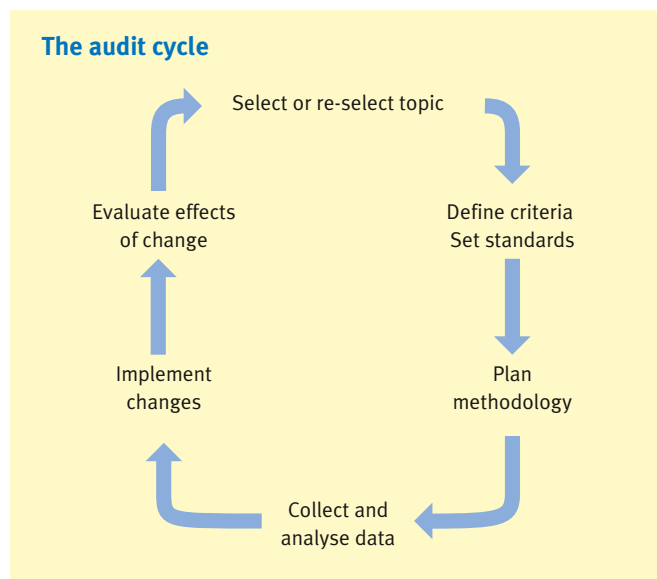 The audit cycle
Select or re-select topic
Define criteria
Set standards
Plan
methodology
Collect and
analyse data
Implement
changes
Evaluate effects
of change